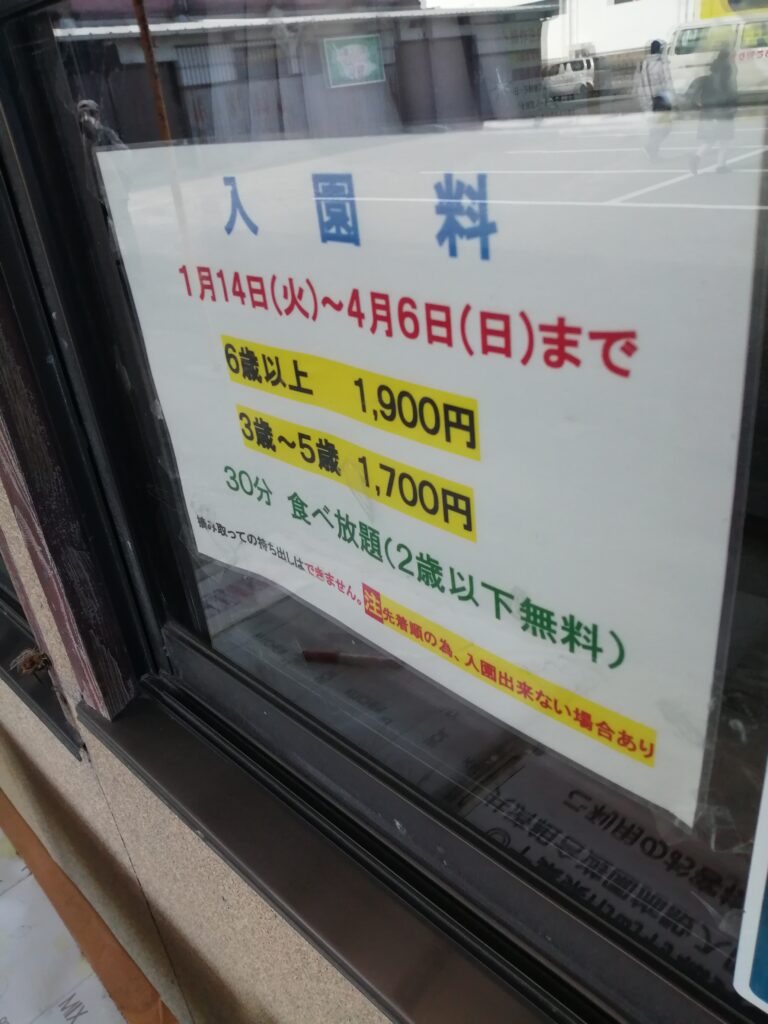 入園料
1月14日(火)～4月6日(日)まで
6歳以上 1,900円
3歳～5歳 1,700円
30分 食べ放題(2歳以下無料)
摘み取っての持ち出しはできません。注先着順の為、入園出来ない場合あり
MIX